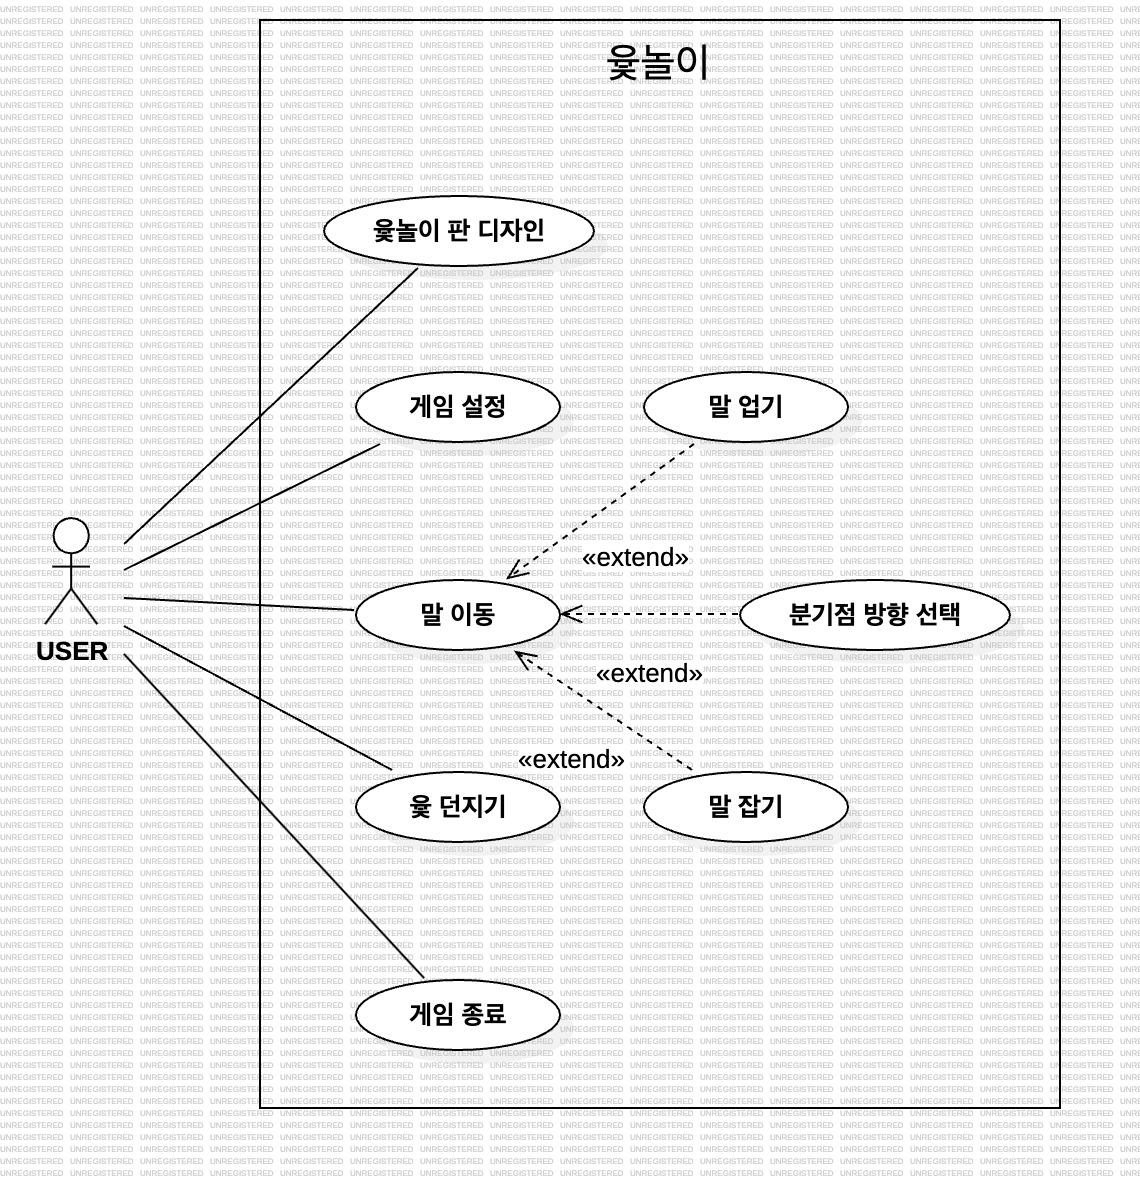 윷놀이
윷놀이 판 디자인
게임 설정
말 업기
«extend»
말 이동
분기점 방향 선택
USER
«extend»
«extend»
윷 던지기
말 잡기
게임 종료
UNREGISTERED